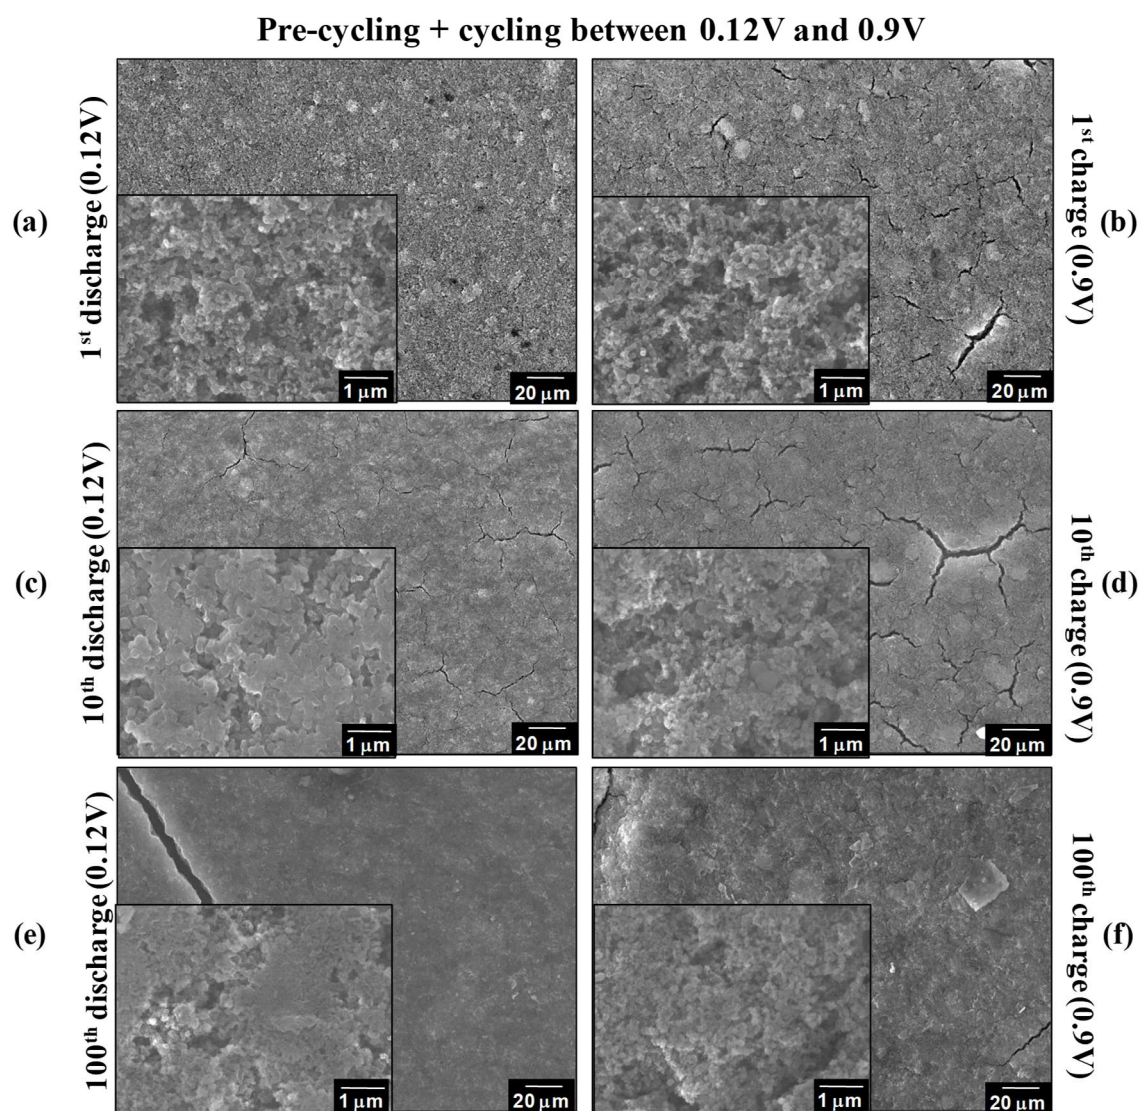 Pre-cycling + cycling between 0.12V and 0.9V
(a)
1st discharge (0.12V)
1 µm
20 µm
1 µm
20 µm
1st charge (0.9V)
(b)
(c)
10th discharge (0.12V)
1 µm
20 µm
1 µm
20 µm
10th charge (0.9V)
(d)
(e)
100th discharge (0.12V)
1 µm
20 µm
1 µm
20 µm
100th charge (0.9V)
(f)